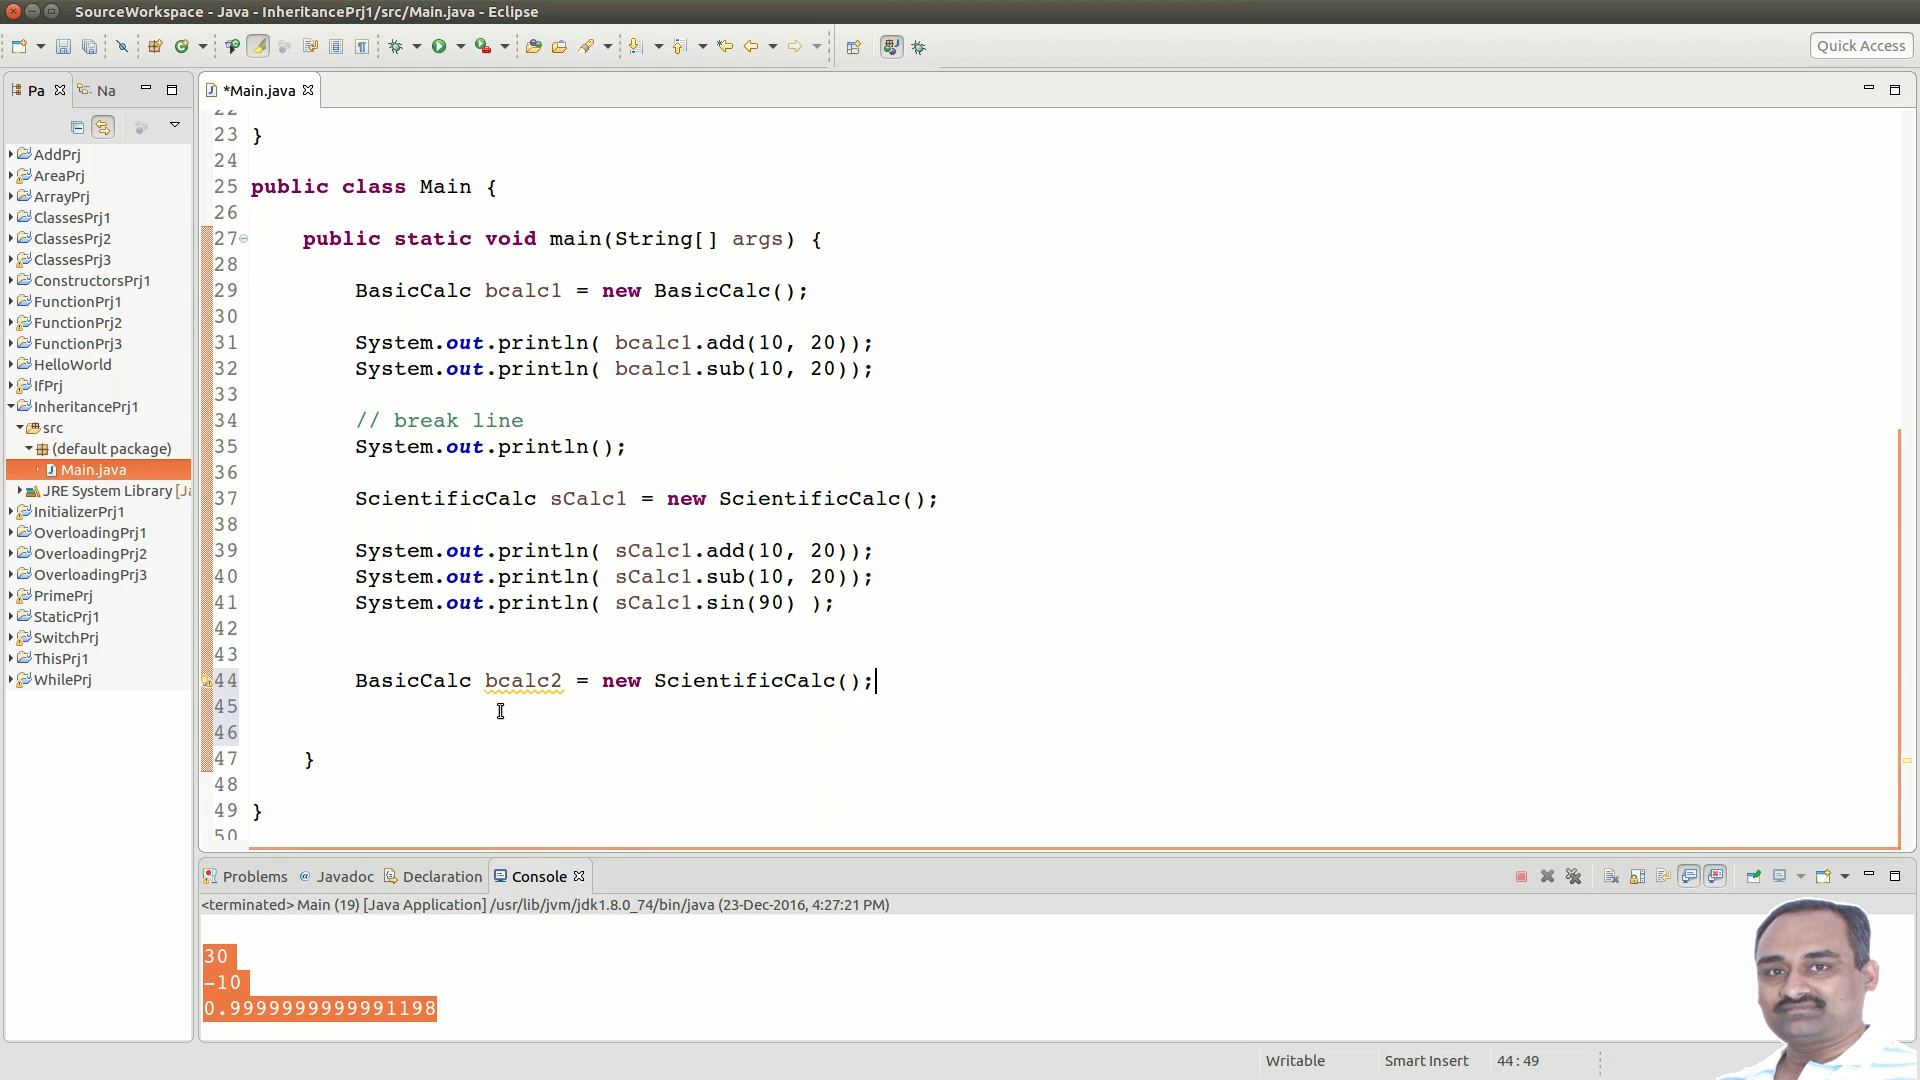 SourceWorkspace - Java - InheritancePrj1/src/Main.java - Eclipse
Quick Access
Pa
Na
*Main.java
AddPrj
AreaPrj
ArrayPrj
ClassesPrj1
ClassesPrj2
ClassesPrj3
ConstructorsPrj1
FunctionPrj1
FunctionPrj2
FunctionPrj3
HelloWorld
IfPrj
InheritancePrj1
src
(default package)
Main.java
JRE System Library [Ja
InitializerPrj1
OverloadingPrj1
OverloadingPrj2
OverloadingPrj3
PrimePrj
StaticPrj1
SwitchPrj
ThisPrj1
WhilePrj
22
23 }
24
25 public class Main {
26
27 public static void main(String[] args) {
28
29 BasicCalc bcalc1 = new BasicCalc();
30
31 System.out.println( bcalc1.add(10, 20));
32 System.out.println( bcalc1.sub(10, 20));
33
34 // break line
35 System.out.println();
36
37 ScientificCalc sCalc1 = new ScientificCalc();
38
39 System.out.println( sCalc1.add(10, 20));
40 System.out.println( sCalc1.sub(10, 20));
41 System.out.println( sCalc1.sin(90) );
42
43
44 BasicCalc bcalc2 = new ScientificCalc();
45
46
47 }
48
49 }
50
Problems
Javadoc
Declaration
Console
<terminated> Main (19) [Java Application] /usr/lib/jvm/jdk1.8.0_74/bin/java (23-Dec-2016, 4:27:21 PM)
30
-10
0.9999999999991198
Writable
Smart Insert
44:49